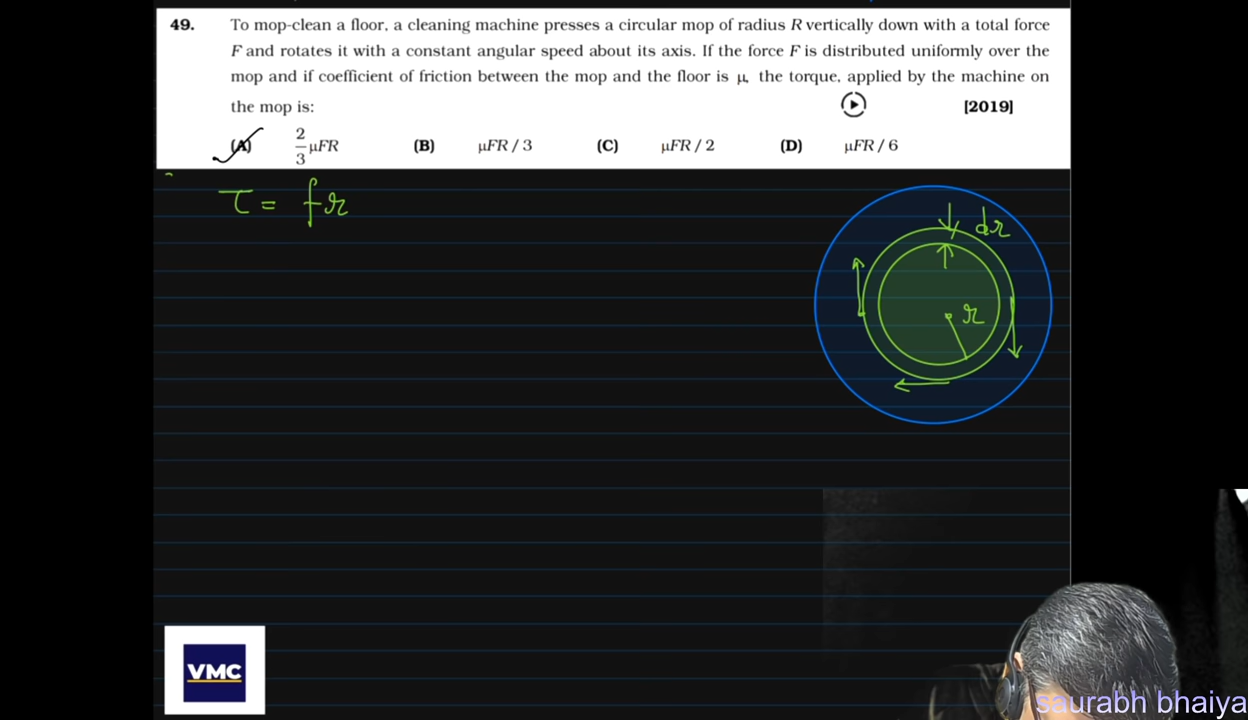 49. To mop-clean a floor, a cleaning machine presses a circular mop of radius R vertically down with a total force
F and rotates it with a constant angular speed about its axis. If the force F is distributed uniformly over the
mop and if coefficient of friction between the mop and the floor is μ, the torque, applied by the machine on
the mop is: [2019]
(A) 2/3 μFR (B) μFR / 3 (C) μFR / 2 (D) μFR / 6
τ = fr
dr
r
VMC
saurabh bhaiya